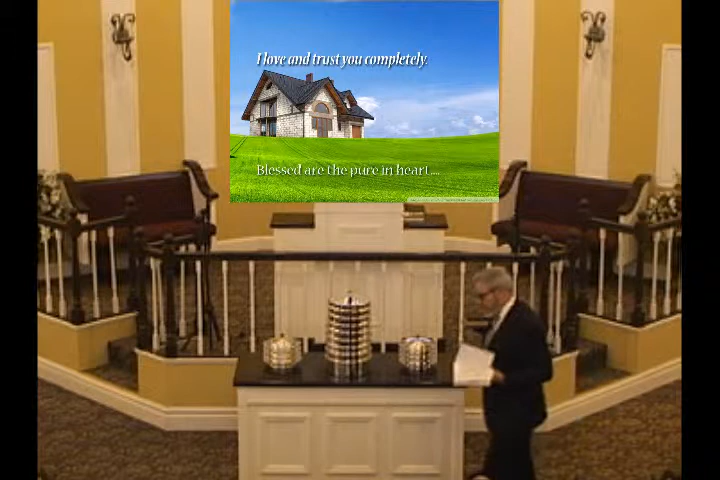 I love and trust you completely.
Blessed are the pure in heart....